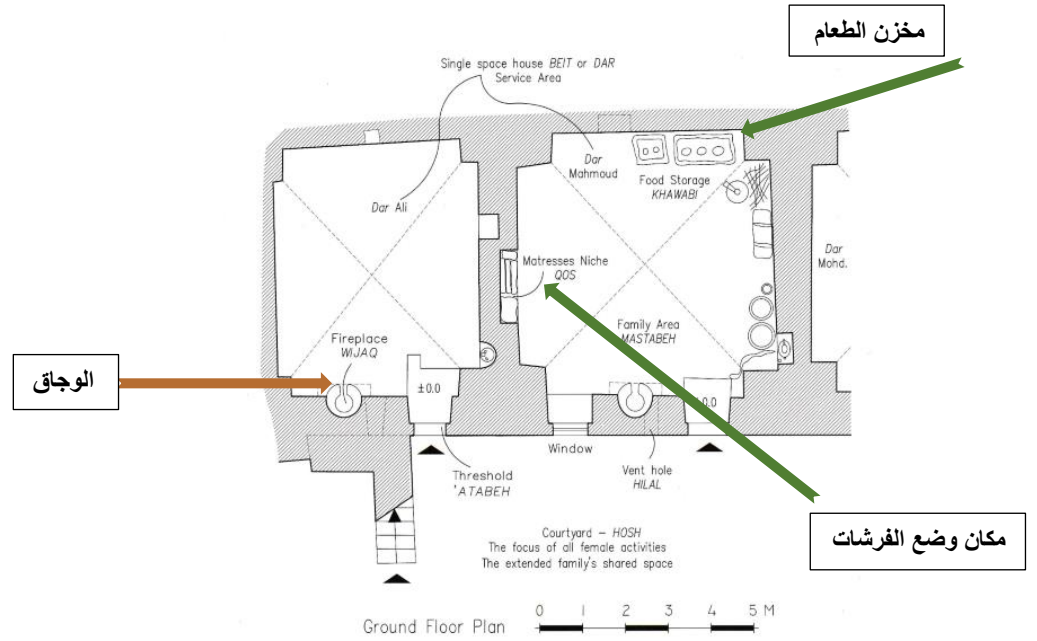 مخزن الطعام
Single space house BEIT or DAR
Service Area
Dar
Mahmoud
Food Storage
KHAWABI
Dar Ali
Dar
Mohd.
Matresses Niche
QOS
Family Area
MASTABEH
Fireplace
WIJAQ
الوجاق
±0.0
±0.0
Window
Threshold
'ATABEH
Vent hole
HILAL
مكان وضع الفرشات
Courtyard – HOSH
The focus of all female activities
The extended family's shared space
0 1 2 3 4 5 M
Ground Floor Plan